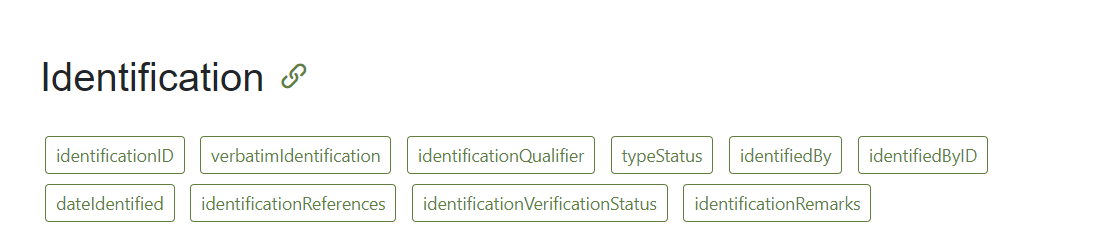 Identification
identificationID verbatimIdentification identificationQualifier typeStatus identifiedBy identifiedByID
dateIdentified identificationReferences identificationVerificationStatus identificationRemarks